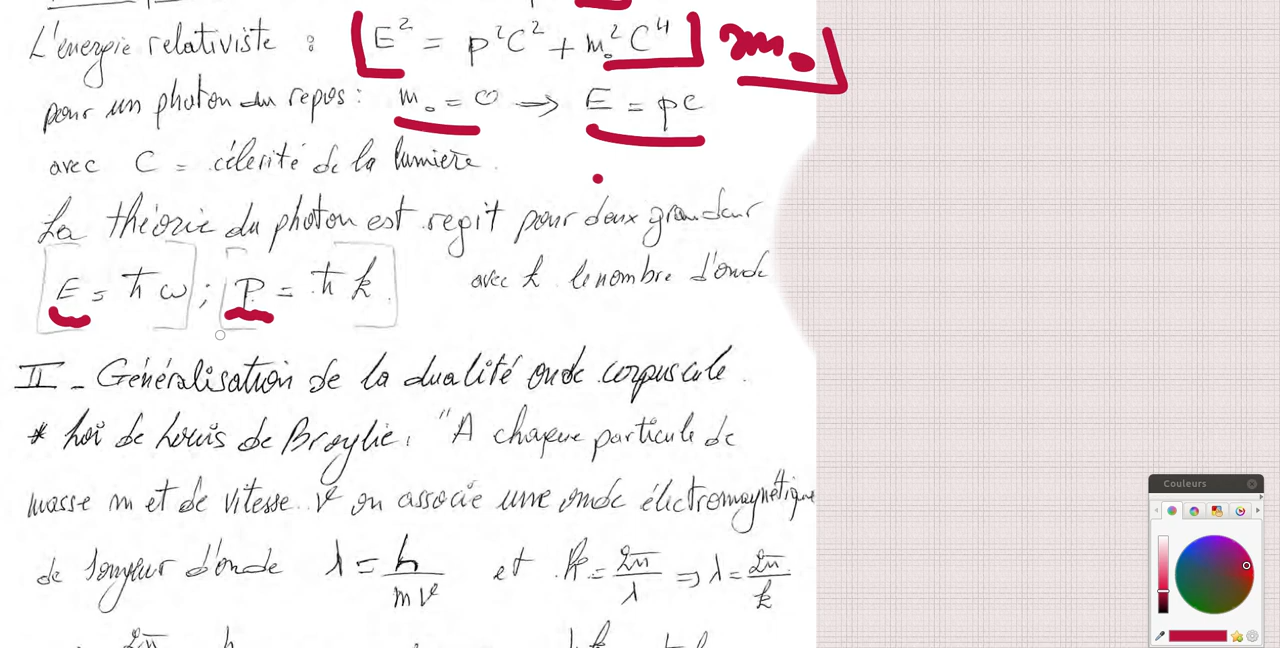 L'énergie relativiste : E² = p²C² + m₀²C⁴ m₀
pour un photon au repos : m₀ = 0 => E = pc
avec C = célérité de la lumière.
La théorie du photon est regit pour deux grandeur
E = ħω ; P = ħk avec k le nombre d'onde
II - Généralisation de la dualité onde corpuscule.
* Loi de Louis de Broglie : "A chaque particule de
masse m et de vitesse V on associe une onde électromagnétique
de longueur d'onde λ = h/mV et k = 2π/λ => λ = 2π/k
Couleurs